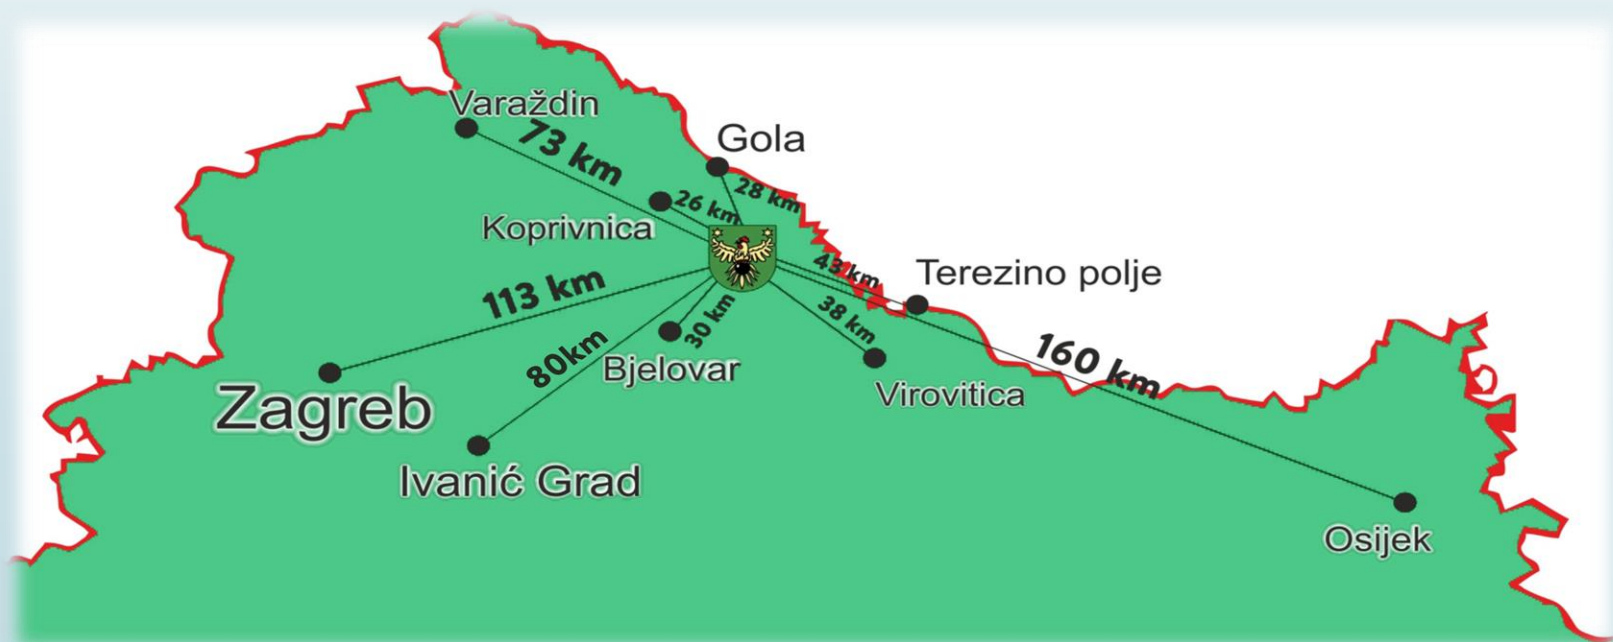 Varaždin
73 km
Gola
28 km
26 km
Koprivnica
43 km
Terezino polje
113 km
38 km
30 km
80km
160 km
Bjelovar
Virovitica
Zagreb
Ivanić Grad
Osijek